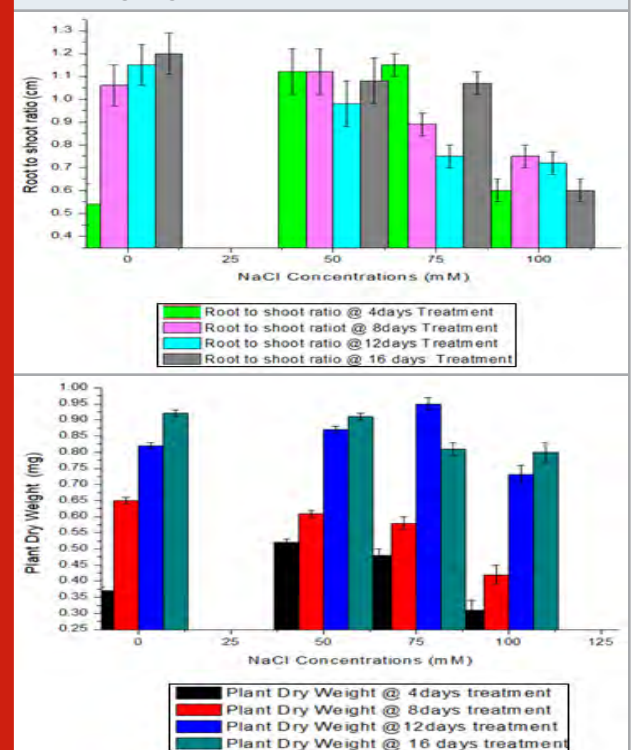 1.3
1.2
1.1
1.0
0.9
0.8
0.7
0.6
0.5
0.4
Root to shoot ratio (cm)
0 25 50 75 100
NaCl Concentrations (mM)
Root to shoot ratio @ 4days Treatment
Root to shoot ratiot @ 8days Treatment
Root to shoot ratio @12days Treatment
Root to shoot ratio @ 16 days Treatment
1.00
0.95
0.90
0.85
0.80
0.75
0.70
0.65
0.60
0.55
0.50
0.45
0.40
0.35
0.30
0.25
Plant Dry Weight (mg)
0 25 50 75 100 125
NaCl Concentrations (mM)
Plant Dry Weight @ 4days treatment
Plant Dry Weight @ 8days treatment
Plant Dry Weight @12days treatment
Plant Dry Weight @ 16 days treatment